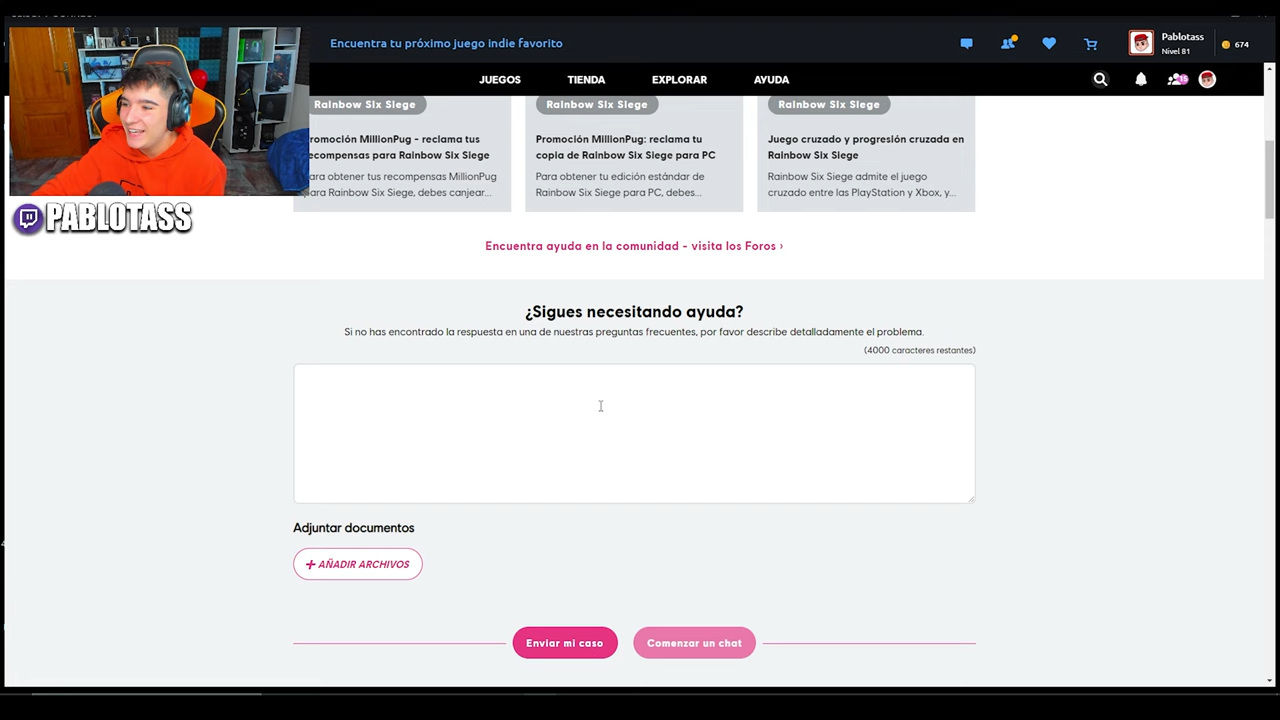 Encuentra tu próximo juego indie favorito
Pablotass
Nivel 81
674
JUEGOS
TIENDA
EXPLORAR
AYUDA
15
Rainbow Six Siege
romoción MillionPug - reclama tus
ecompensas para Rainbow Six Siege
ara obtener tus recompensas MillionPug
ara Rainbow Six Siege, debes canjear...
Rainbow Six Siege
Promoción MillionPug: reclama tu
copia de Rainbow Six Siege para PC
Para obtener tu edición estándar de
Rainbow Six Siege para PC, debes...
Rainbow Six Siege
Juego cruzado y progresión cruzada en
Rainbow Six Siege
Rainbow Six Siege admite el juego
cruzado entre las PlayStation y Xbox, y...
PABLOTASS
Encuentra ayuda en la comunidad - visita los Foros ›
¿Sigues necesitando ayuda?
Si no has encontrado la respuesta en una de nuestras preguntas frecuentes, por favor describe detalladamente el problema.
(4000 caracteres restantes)
Adjuntar documentos
+ AÑADIR ARCHIVOS
Enviar mi caso
Comenzar un chat